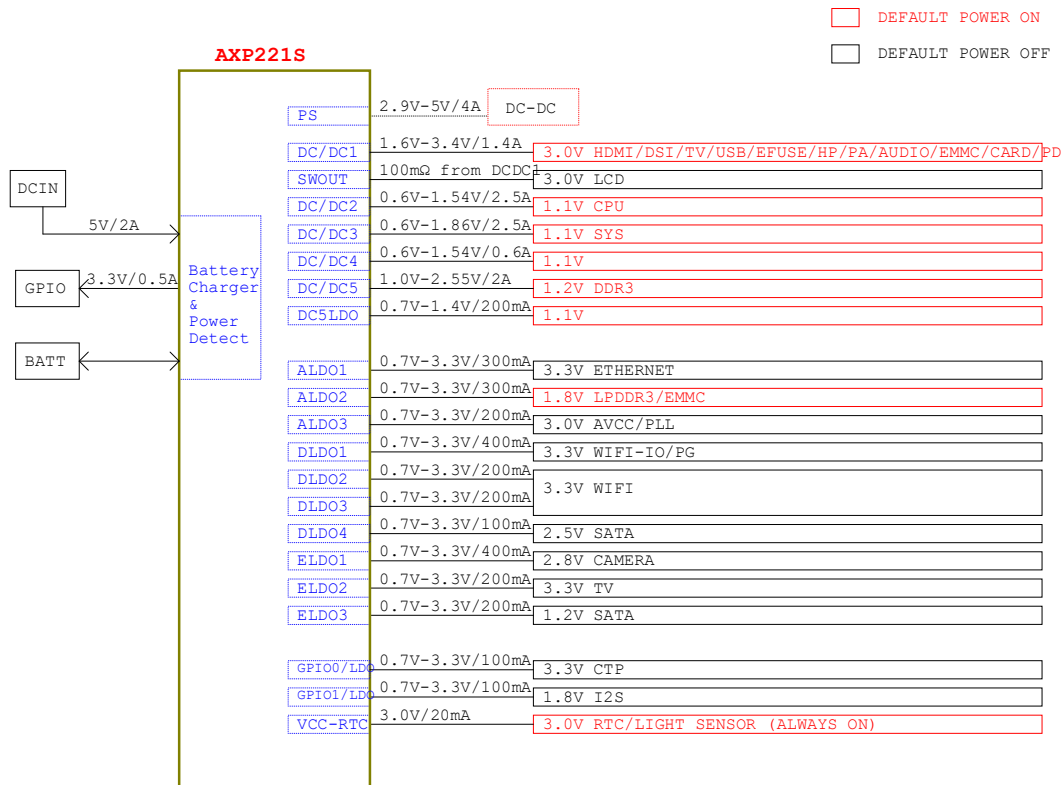 DEFAULT POWER ON
DEFAULT POWER OFF
AXP221S
PS
2.9V-5V/4A
DC-DC
DC/DC1
1.6V-3.4V/1.4A
3.0V HDMI/DSI/TV/USB/EFUSE/HP/PA/AUDIO/EMMC/CARD/PD
SWOUT
100mΩ from DCDC1
3.0V LCD
DCIN
5V/2A
DC/DC2
0.6V-1.54V/2.5A
1.1V CPU
DC/DC3
0.6V-1.86V/2.5A
1.1V SYS
DC/DC4
0.6V-1.54V/0.6A
1.1V
GPIO
3.3V/0.5A
Battery
Charger
&
Power
Detect
DC/DC5
1.0V-2.55V/2A
1.2V DDR3
DC5LDO
0.7V-1.4V/200mA
1.1V
BATT
ALDO1
0.7V-3.3V/300mA
3.3V ETHERNET
ALDO2
0.7V-3.3V/300mA
1.8V LPDDR3/EMMC
ALDO3
0.7V-3.3V/200mA
3.0V AVCC/PLL
DLDO1
0.7V-3.3V/400mA
3.3V WIFI-IO/PG
DLDO2
0.7V-3.3V/200mA
3.3V WIFI
DLDO3
0.7V-3.3V/200mA
DLDO4
0.7V-3.3V/100mA
2.5V SATA
ELDO1
0.7V-3.3V/400mA
2.8V CAMERA
ELDO2
0.7V-3.3V/200mA
3.3V TV
ELDO3
0.7V-3.3V/200mA
1.2V SATA
GPIO0/LDO
0.7V-3.3V/100mA
3.3V CTP
GPIO1/LDO
0.7V-3.3V/100mA
1.8V I2S
VCC-RTC
3.0V/20mA
3.0V RTC/LIGHT SENSOR (ALWAYS ON)